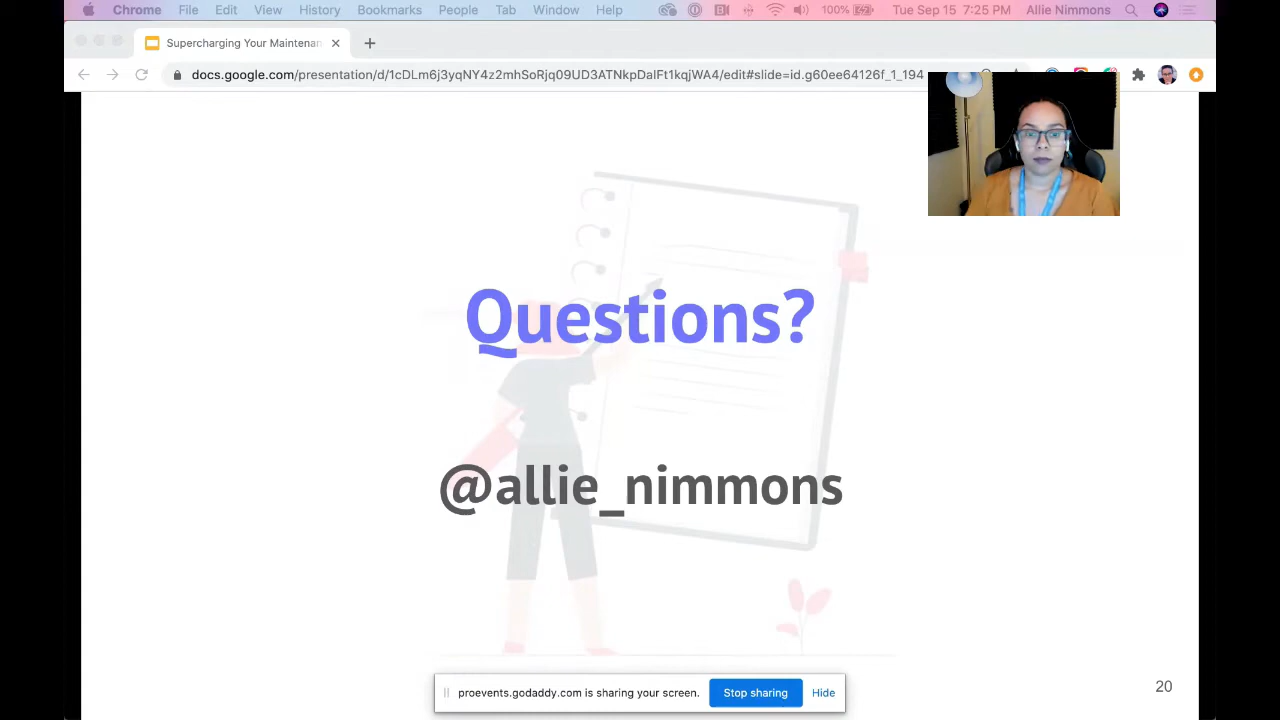 Chrome File Edit View History Bookmarks People Tab Window Help 100% Tue Sep 15 7:25 PM Allie Nimmons
Supercharging Your Maintenan
docs.google.com/presentation/d/1cDLm6j3yqNY4z2mhSoRjq09UD3ATNkpDalFt1kqjWA4/edit#slide=id.g60ee64126f_1_194
Questions?
@allie_nimmons
proevents.godaddy.com is sharing your screen. Stop sharing Hide
20